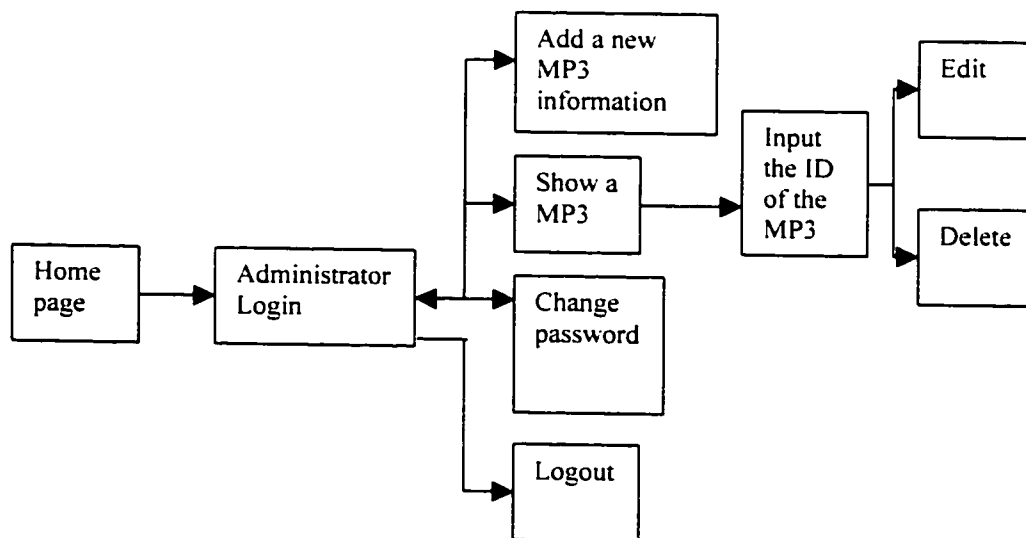 Home
page
Administrator
Login
Add a new
MP3
information
Show a
MP3
Change
password
Logout
Input
the ID
of the
MP3
Edit
Delete